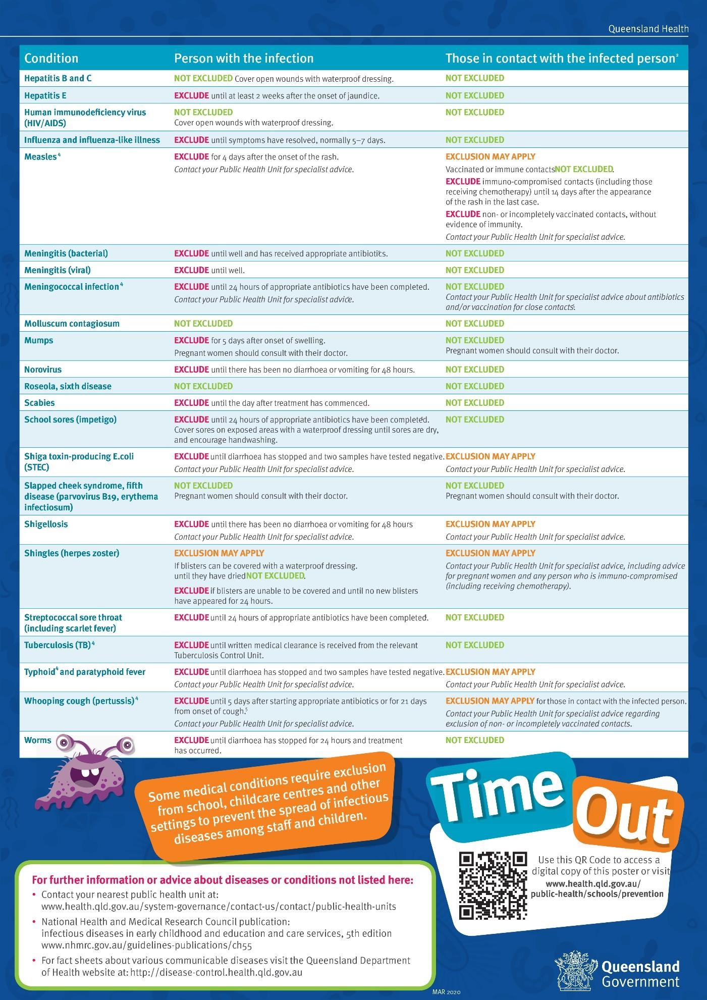 Queensland Health
Condition
Person with the infection
Those in contact with the infected person²
Hepatitis B and C
NOT EXCLUDED Cover open wounds with waterproof dressing.
NOT EXCLUDED
Hepatitis E
EXCLUDE until at least 2 weeks after the onset of jaundice.
NOT EXCLUDED
Human immunodeficiency virus
(HIV/AIDS)
NOT EXCLUDED
Cover open wounds with waterproof dressing.
NOT EXCLUDED
Influenza and influenza-like illness
EXCLUDE until symptoms have resolved, normally 5–7 days.
NOT EXCLUDED
Measles⁴
EXCLUDE for 4 days after the onset of the rash.
Contact your Public Health Unit for specialist advice.
EXCLUSION MAY APPLY
Vaccinated or immune contacts NOT EXCLUDED.
EXCLUDE immuno-compromised contacts (including those
receiving chemotherapy) until 14 days after the appearance
of the rash in the last case.
EXCLUDE non- or incompletely vaccinated contacts, without
evidence of immunity.
Contact your Public Health Unit for specialist advice.
Meningitis (bacterial)
EXCLUDE until well and has received appropriate antibiotics.
NOT EXCLUDED
Meningitis (viral)
EXCLUDE until well.
NOT EXCLUDED
Meningococcal infection⁴
EXCLUDE until 24 hours of appropriate antibiotics have been completed.
Contact your Public Health Unit for specialist advice.
NOT EXCLUDED
Contact your Public Health Unit for specialist advice about antibiotics
and/or vaccination for close contacts.
Molluscum contagiosum
NOT EXCLUDED
NOT EXCLUDED
Mumps
EXCLUDE for 5 days after onset of swelling.
Pregnant women should consult with their doctor.
NOT EXCLUDED
Pregnant women should consult with their doctor.
Norovirus
EXCLUDE until there has been no diarrhoea or vomiting for 48 hours.
NOT EXCLUDED
Roseola, sixth disease
NOT EXCLUDED
NOT EXCLUDED
Scabies
EXCLUDE until the day after treatment has commenced.
NOT EXCLUDED
School sores (impetigo)
EXCLUDE until 24 hours of appropriate antibiotics have been completed.
Cover sores on exposed areas with a waterproof dressing until sores are dry,
and encourage handwashing.
NOT EXCLUDED
Shiga toxin-producing E.coli
(STEC)
EXCLUDE until diarrhoea has stopped and two samples have tested negative.
Contact your Public Health Unit for specialist advice.
EXCLUSION MAY APPLY
Contact your Public Health Unit for specialist advice.
Slapped cheek syndrome, fifth
disease (parvovirus B19, erythema
infectiosum)
NOT EXCLUDED
Pregnant women should consult with their doctor.
NOT EXCLUDED
Pregnant women should consult with their doctor.
Shigellosis
EXCLUDE until there has been no diarrhoea or vomiting for 48 hours
Contact your Public Health Unit for specialist advice.
EXCLUSION MAY APPLY
Contact your Public Health Unit for specialist advice.
Shingles (herpes zoster)
EXCLUSION MAY APPLY
If blisters can be covered with a waterproof dressing.
until they have dried NOT EXCLUDED.
EXCLUDE if blisters are unable to be covered and until no new blisters
have appeared for 24 hours.
EXCLUSION MAY APPLY
Contact your Public Health Unit for specialist advice, including advice
for pregnant women and any person who is immuno-compromised
(including receiving chemotherapy).
Streptococcal sore throat
(including scarlet fever)
EXCLUDE until 24 hours of appropriate antibiotics have been completed.
NOT EXCLUDED
Tuberculosis (TB)⁴
EXCLUDE until written medical clearance is received from the relevant
Tuberculosis Control Unit.
NOT EXCLUDED
Typhoid⁴ and paratyphoid fever
EXCLUDE until diarrhoea has stopped and two samples have tested negative.
Contact your Public Health Unit for specialist advice.
EXCLUSION MAY APPLY
Contact your Public Health Unit for specialist advice.
Whooping cough (pertussis)⁴
EXCLUDE until 5 days after starting appropriate antibiotics or for 21 days
from onset of cough.⁵
Contact your Public Health Unit for specialist advice.
EXCLUSION MAY APPLY for those in contact with the infected person.
Contact your Public Health Unit for specialist advice regarding
exclusion of non- or incompletely vaccinated contacts.
Worms
EXCLUDE until diarrhoea has stopped for 24 hours and treatment
has occurred.
NOT EXCLUDED
Some medical conditions require exclusion
from school, childcare centres and other
settings to prevent the spread of infectious
diseases among staff and children.
Time
Out
Use this QR Code to access a
digital copy of this poster or visit
www.health.qld.gov.au/
public-health/schools/prevention
For further information or advice about diseases or conditions not listed here:
• Contact your nearest public health unit at:
www.health.qld.gov.au/system-governance/contact-us/contact/public-health-units
• National Health and Medical Research Council publication:
infectious diseases in early childhood and education and care services, 5th edition
www.nhmrc.gov.au/guidelines-publications/ch55
• For fact sheets about various communicable diseases visit the Queensland Department
of Health website at: http://disease-control.health.qld.gov.au
Queensland
Government
MAR 2020